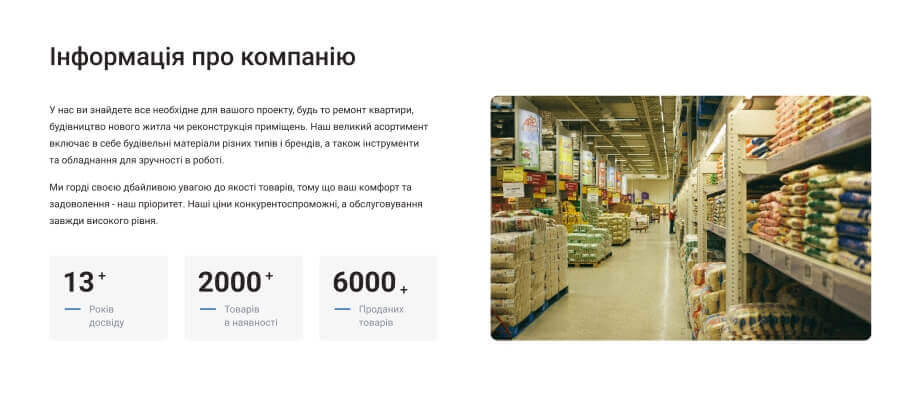 Інформація про компанію
У нас ви знайдете все необхідне для вашого проекту, будь то ремонт квартири,
будівництво нового житла чи реконструкція приміщень. Наш великий асортимент
включає в себе будівельні матеріали різних типів і брендів, а також інструменти
та обладнання для зручності в роботі.
Ми горді своєю дбайливою увагою до якості товарів, тому що ваш комфорт та
задоволення - наш пріоритет. Наші ціни конкурентоспроможні, а обслуговування
завжди високого рівня.
13 +
Років
досвіду
2000 +
Товарів
в наявності
6000 +
Проданих
товарів